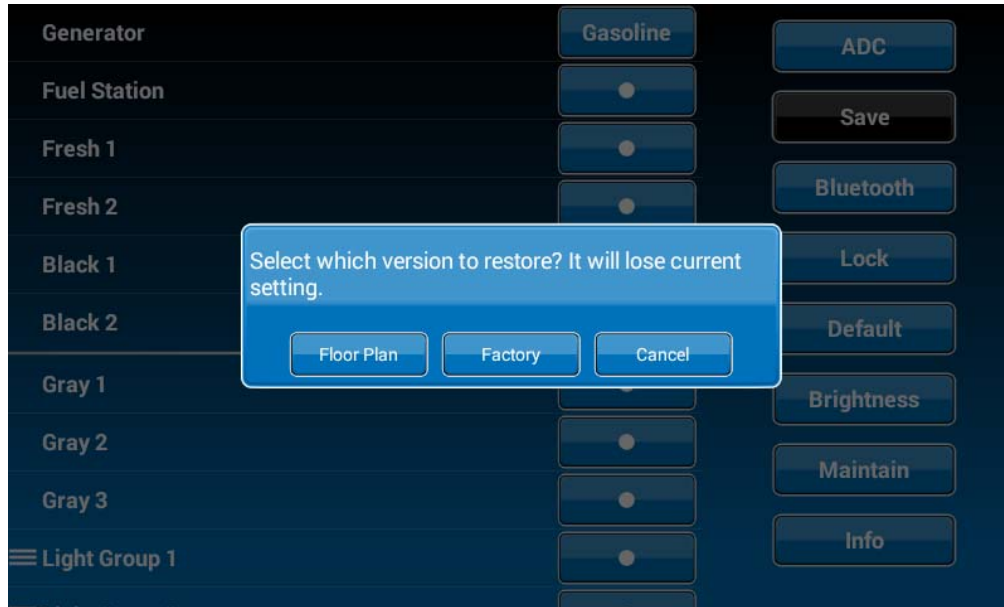 Generator
Gasoline
ADC
Fuel Station
Save
Fresh 1
Fresh 2
Bluetooth
Black 1
Select which version to restore? It will lose current
setting.
Lock
Black 2
Floor Plan
Factory
Cancel
Default
Gray 1
Brightness
Gray 2
Maintain
Gray 3
Info
Light Group 1